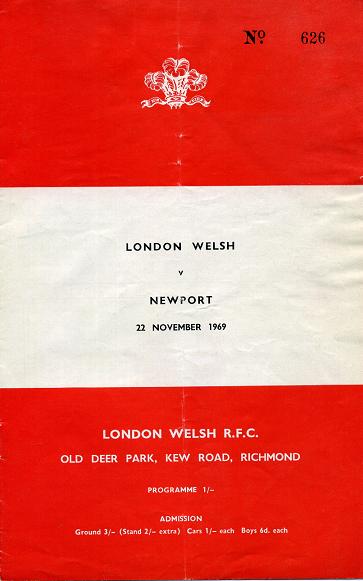 Nº. 626
LONDON WELSH
v
NEWPORT
22 NOVEMBER 1969
LONDON WELSH R.F.C.
OLD DEER PARK, KEW ROAD, RICHMOND
PROGRAMME 1/–
ADMISSION
Ground 3/– (Stand 2/– extra) Cars 1/– each Boys 6d. each